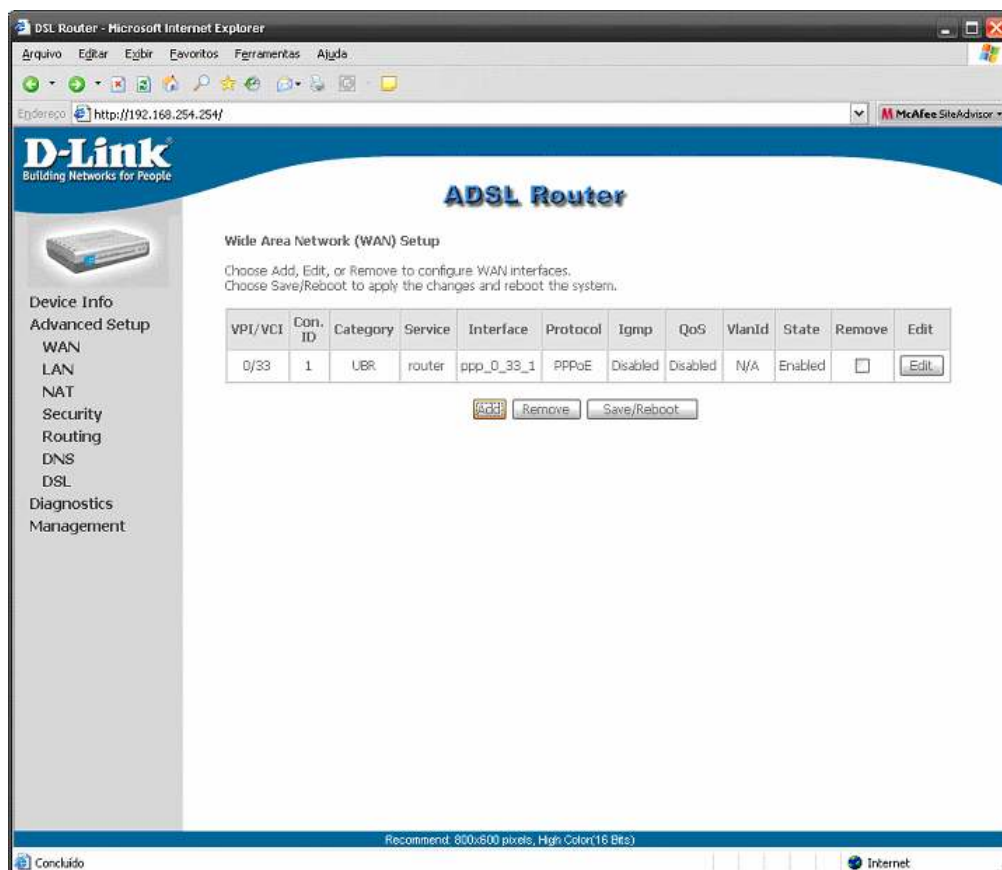 DSL Router - Microsoft Internet Explorer
Arquivo Editar Exibir Favoritos Ferramentas Ajuda
Endereço http://192.168.254.254/ McAfee SiteAdvisor
D-Link
Building Networks for People
ADSL Router
Device Info
Advanced Setup
WAN
LAN
NAT
Security
Routing
DNS
DSL
Diagnostics
Management
Wide Area Network (WAN) Setup
Choose Add, Edit, or Remove to configure WAN interfaces.
Choose Save/Reboot to apply the changes and reboot the system.
VPI/VCI Con. ID Category Service Interface Protocol Igmp QoS VlanId State Remove Edit
0/33 1 UBR router ppp_0_33_1 PPPoE Disabled Disabled N/A Enabled Edit
Add Remove Save/Reboot
Recommend: 800x600 pixels, High Color(16 Bits)
Concluído Internet